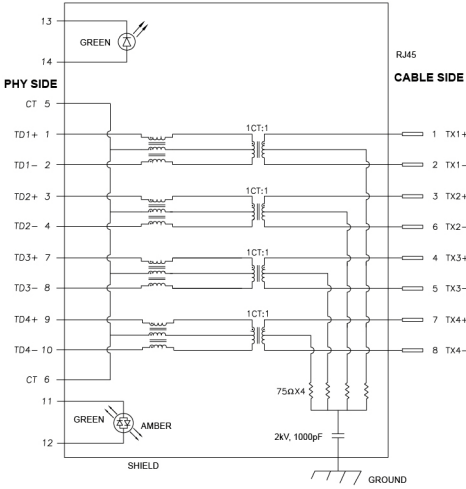 13
GREEN
14
RJ45
PHY SIDE
CABLE SIDE
CT 5
1CT:1
TD1+ 1
1 TX1+
TD1- 2
2 TX1-
1CT:1
TD2+ 3
3 TX2+
TD2- 4
6 TX2-
1CT:1
TD3+ 7
4 TX3+
TD3- 8
5 TX3-
1CT:1
TD4+ 9
7 TX4+
TD4- 10
8 TX4-
CT 6
75ΩX4
11
GREEN
AMBER
12
2kV, 1000pF
SHIELD
GROUND